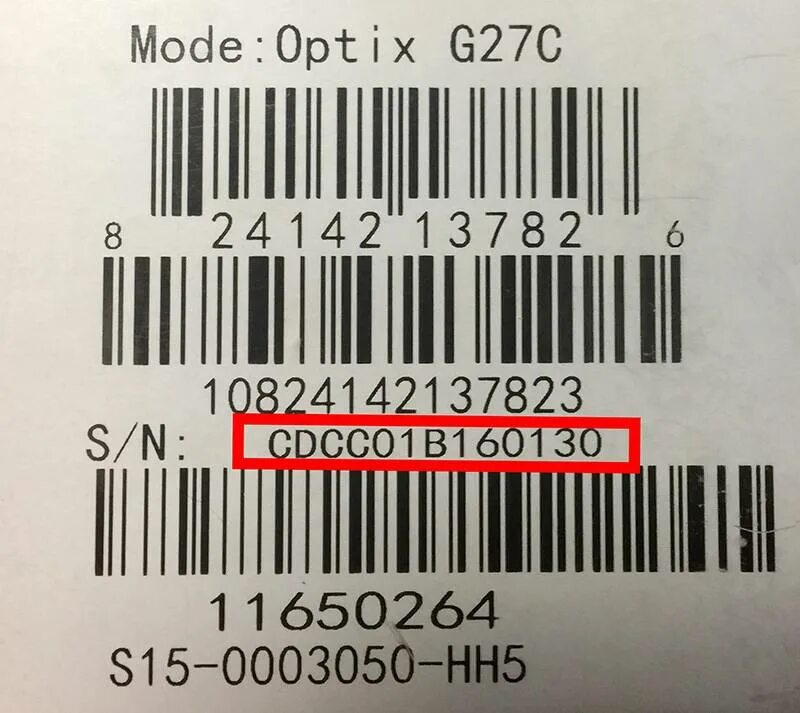 Mode:Optix G27C
8 24142 13782 6
10824142137823
S/N: CDCC01B160130
11650264
S15-0003050-HH5